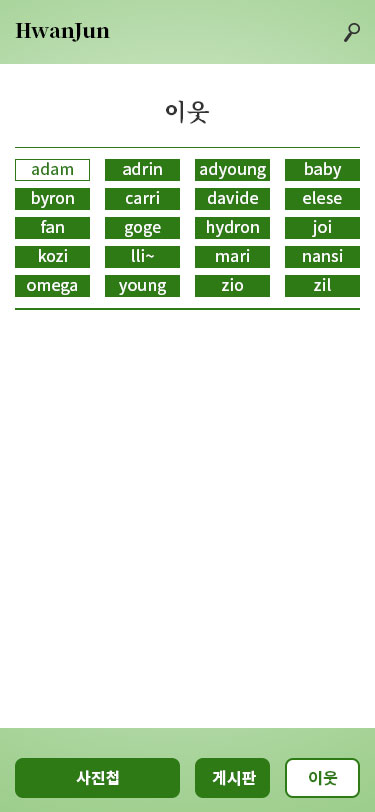 HwanJun
이웃
adam adrin adyoung baby
byron carri davide elese
fan goge hydron joi
kozi lli~ mari nansi
omega young zio zil
사진첩 게시판 이웃